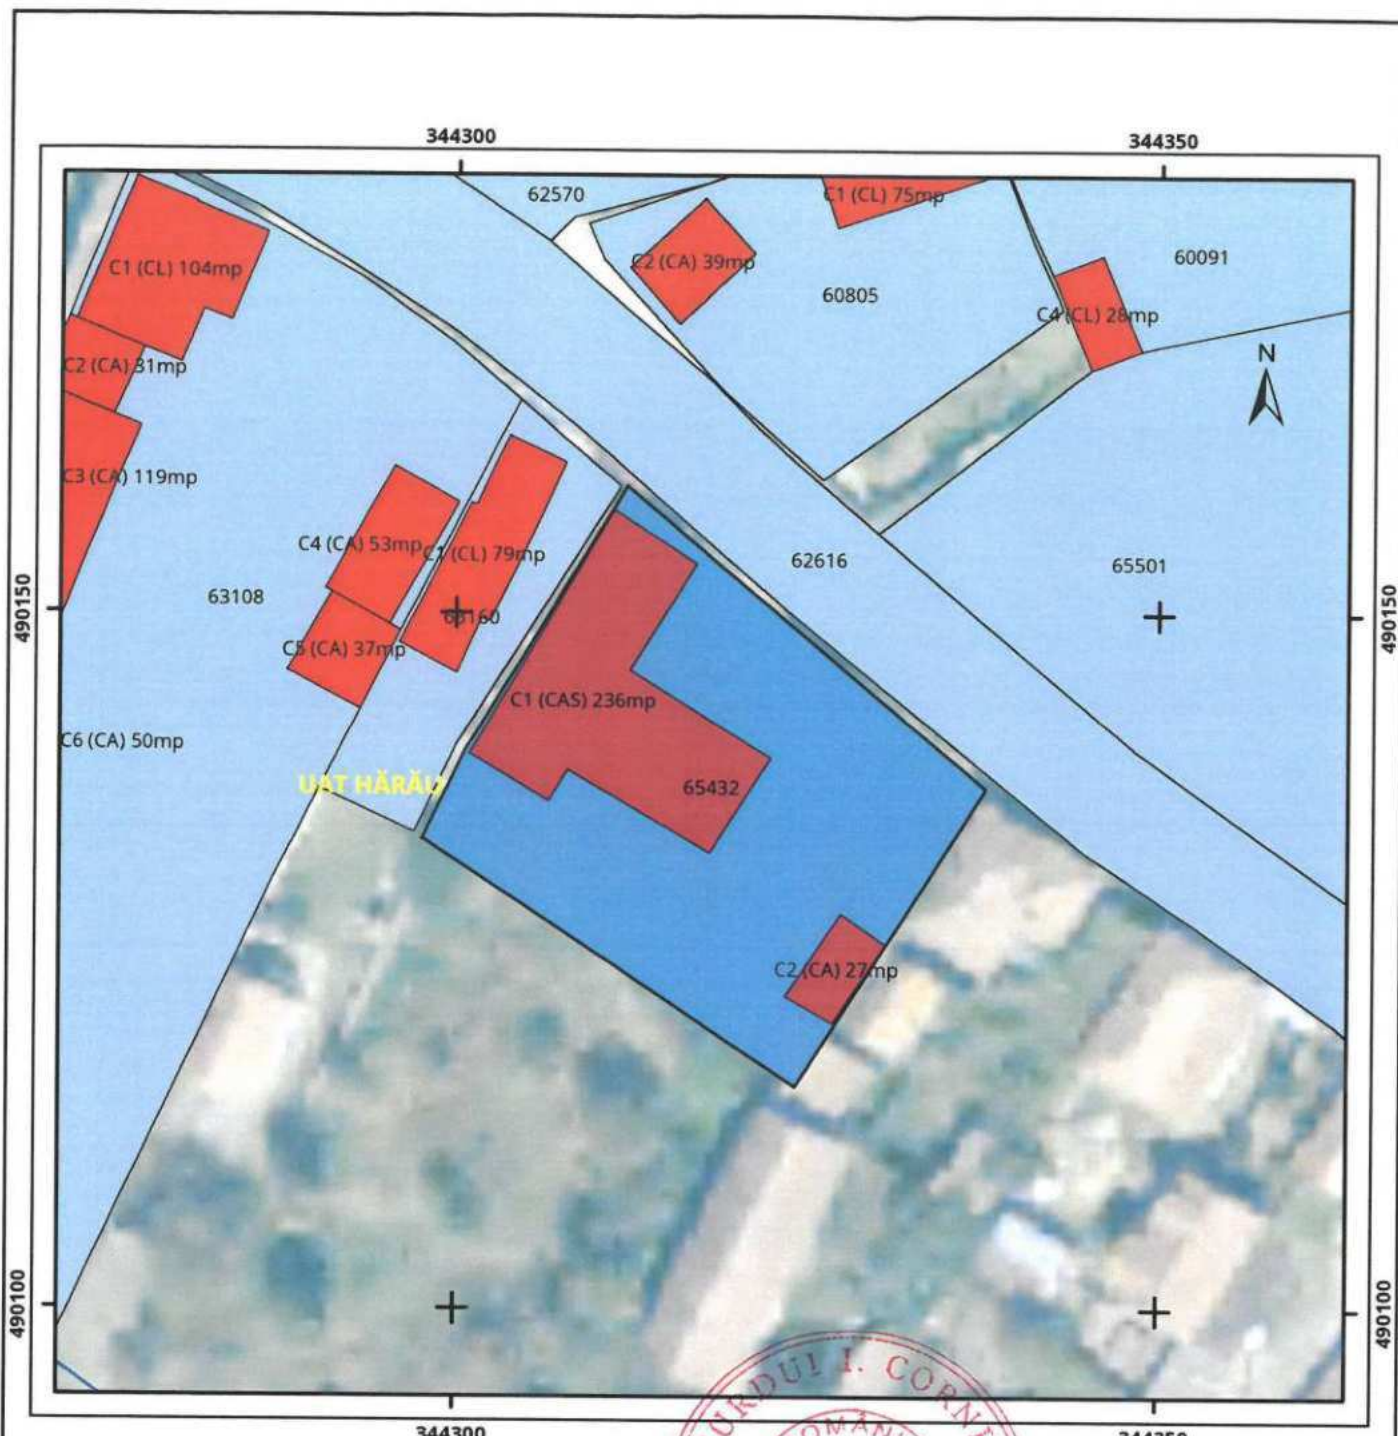 344300
344350
62570
C1 (CL) 75mp
60091
C1 (CL) 104mp
C2 (CA) 39mp
60805
C4 (CL) 28mp
N
C2 (CA) 31mp
C3 (CA) 119mp
C4 (CA) 53mp
C1 (CL) 79mp
62616
65501
490150
490150
63108
C5 (CA) 37mp
C1 (CAS) 236mp
C6 (CA) 50mp
UAT HĂRĂU
65432
C2 (CA) 27mp
490100
490100
I. CORN
344300
344350